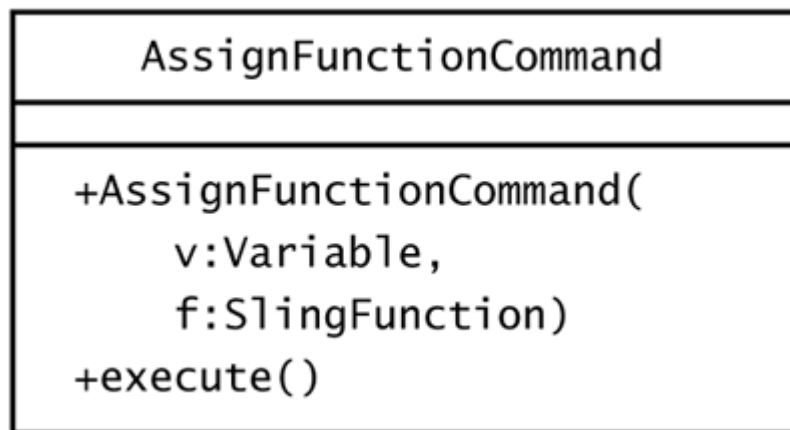 AssignFunctionCommand
+AssignFunctionCommand(
v:Variable,
f:SlingFunction)
+execute()